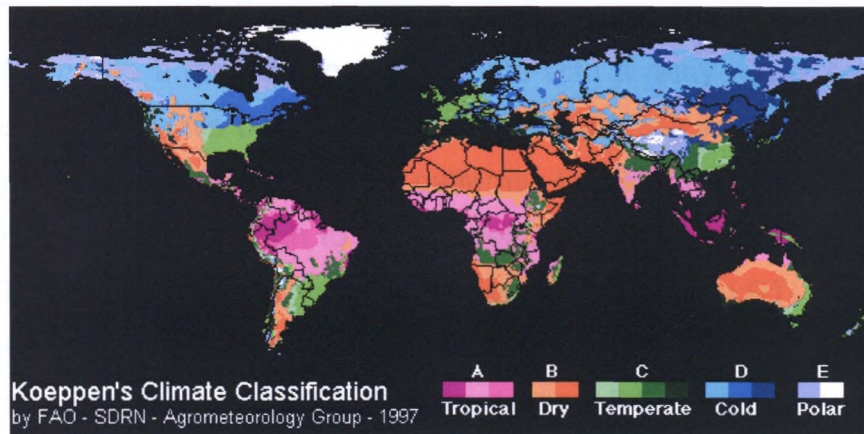 Koeppen's Climate Classification
by FAO - SDRN - Agrometeorology Group - 1997
A B C D E
Tropical Dry Temperate Cold Polar